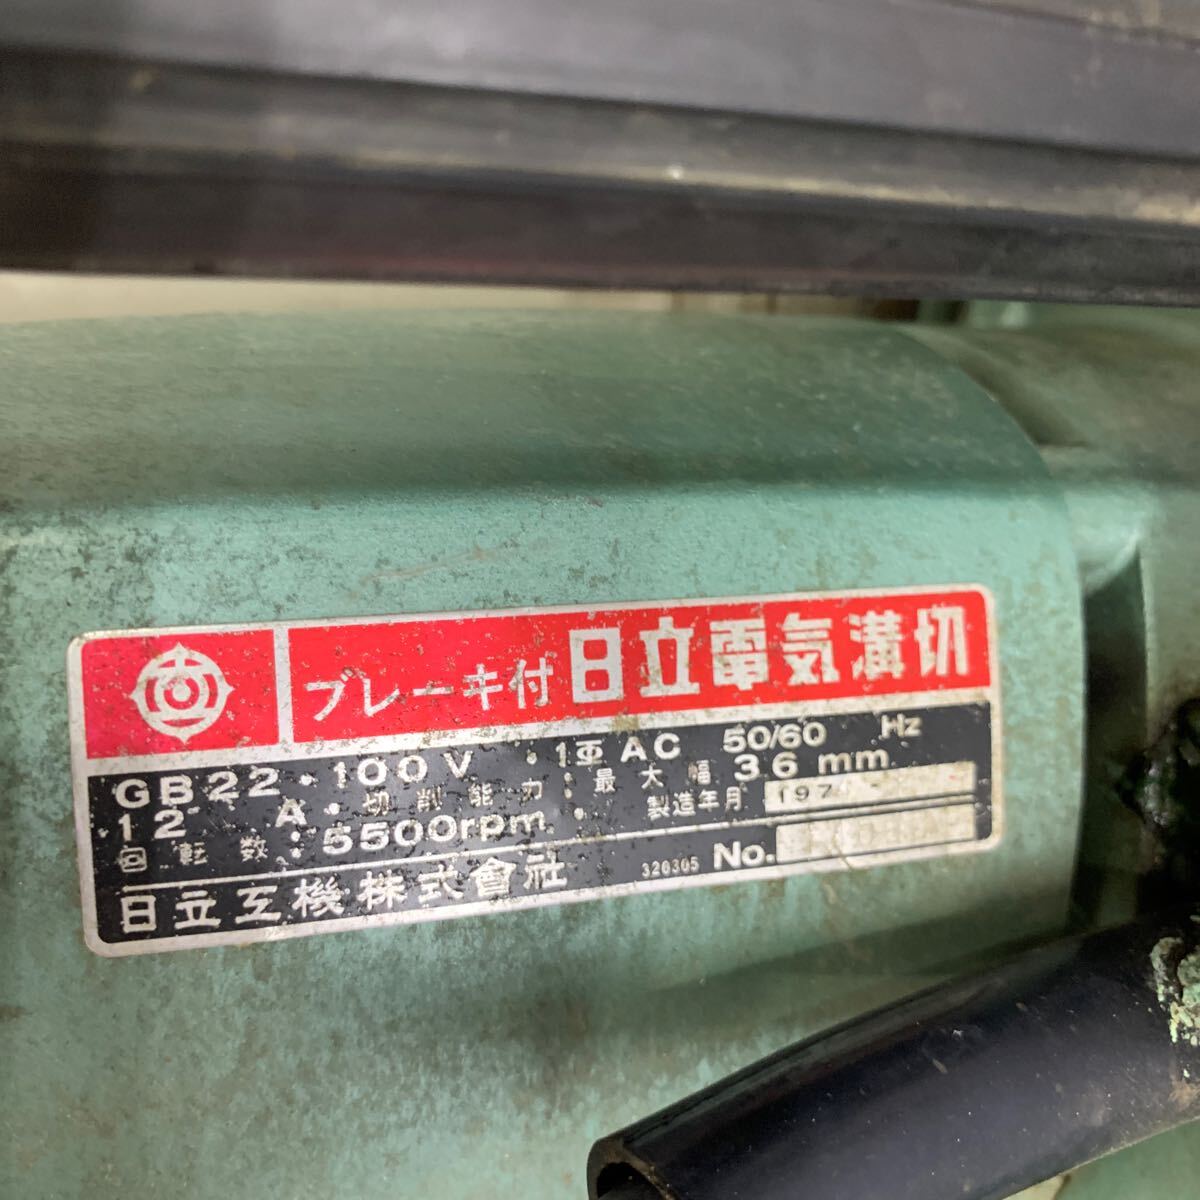 ブレーキ付 日立電気溝切
GB22・100V・1亜 AC 50/60 Hz
12 A・切削能力:最大幅 36 mm
回転数:5500rpm・ 製造年月 197
日立工機株式會社 320305 No.